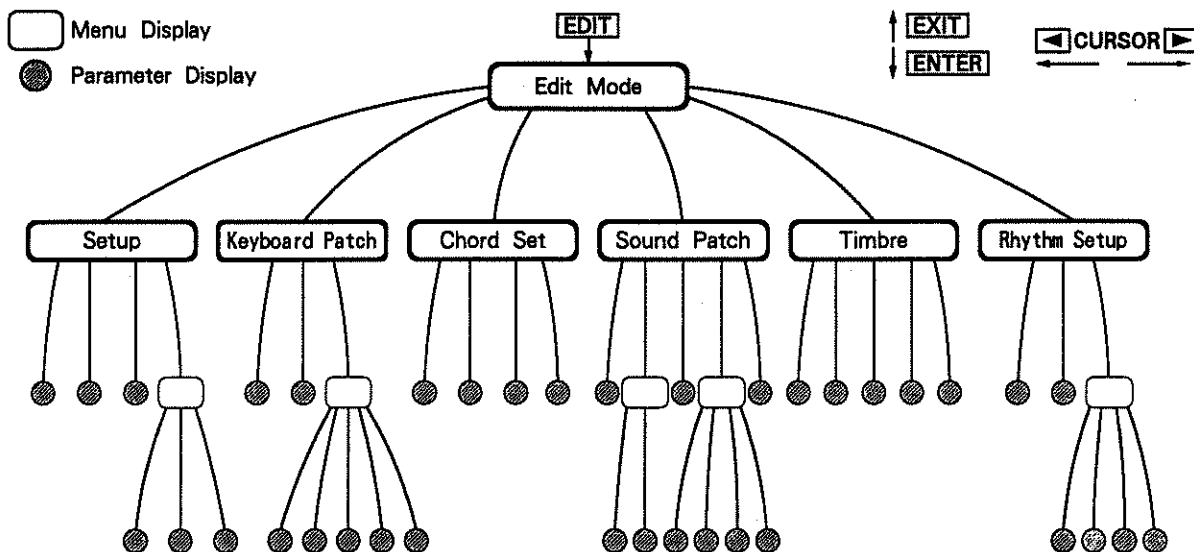 Menu Display
Parameter Display
EDIT
Edit Mode
EXIT
ENTER
CURSOR
Setup
Keyboard Patch
Chord Set
Sound Patch
Timbre
Rhythm Setup